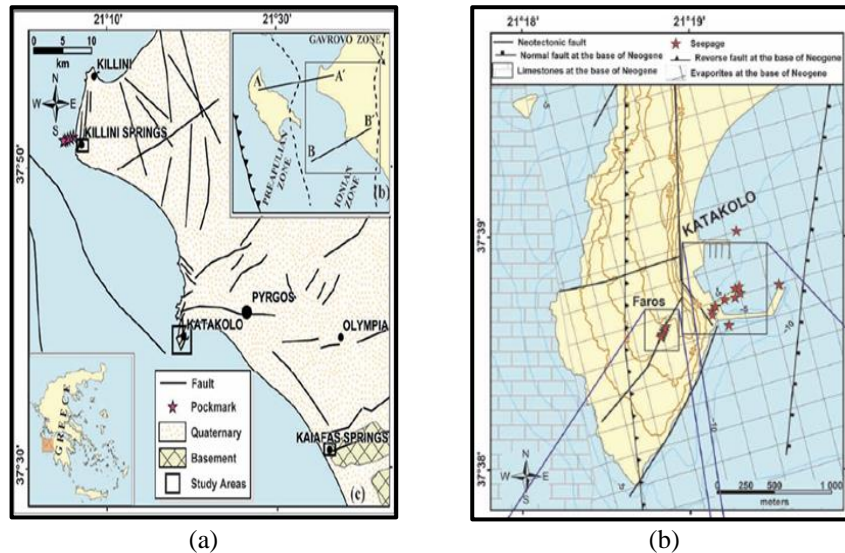 21°10'
21°30'
(a)
0 5 10
km
N
W E
S
KILLINI
KILLINI SPRINGS
37°50'
GAVROVO ZONE
A A'
B'
B
PREAPULIAN ZONE
IONIAN ZONE
(b)
PYRGOS
KATAKOLO
OLYMPIA
GREECE
Fault
Pockmark
Quaternary
Basement
Study Areas
KAIAFAS SPRINGS
37°30'
(c)
(a)
21°18'
21°19'
Neotectonic fault
Seepage
Normal fault at the base of Neogene
Reverse fault at the base of Neogene
Limestones at the base of Neogene
Evaporites at the base of Neogene
37°39'
KATAKOLO
Faros
-5
-10
-10
37°38'
N
W E
S
0 250 500 1 000
meters
(b)